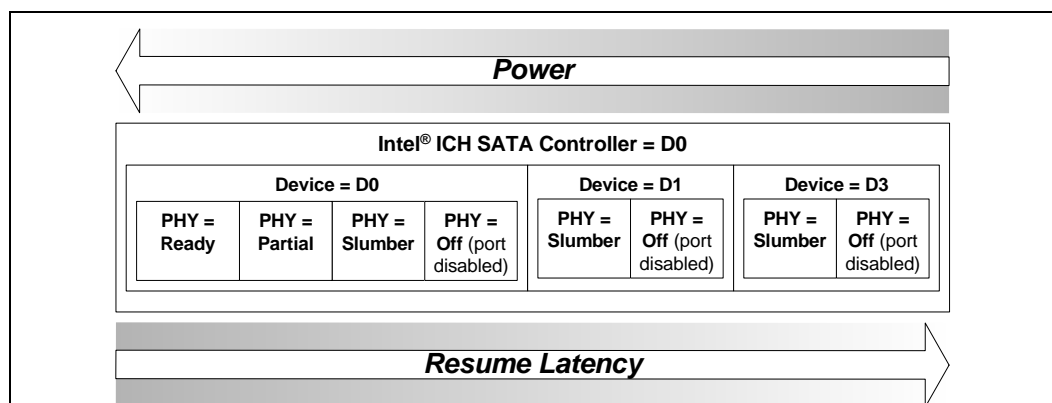 Power
Intel® ICH SATA Controller = D0
Device = D0
PHY =
Ready
PHY =
Partial
PHY =
Slumber
PHY =
Off (port
disabled)
Device = D1
PHY =
Slumber
PHY =
Off (port
disabled)
Device = D3
PHY =
Slumber
PHY =
Off (port
disabled)
Resume Latency